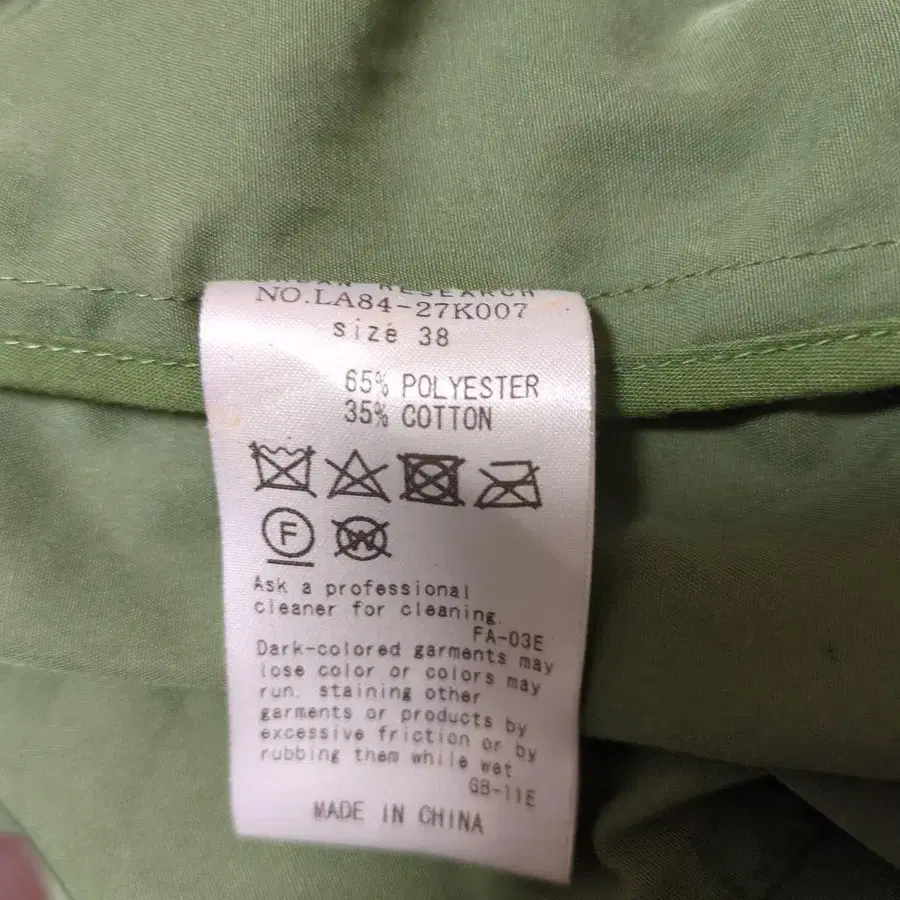 RESEARCH
NO.LA84-27K007
size 38
65% POLYESTER
35% COTTON
F
W
Ask a professional
cleaner for cleaning.
FA-03E
Dark-colored garments may
lose color or colors may
run. staining other
garments or products by
excessive friction or by
rubbing them while wet.
GB-11E
MADE IN CHINA